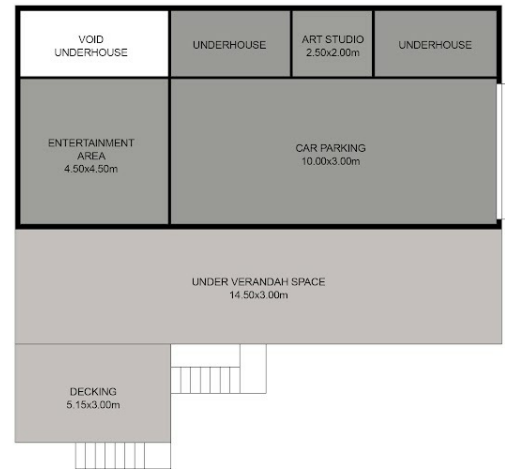 VOID
UNDERHOUSE
UNDERHOUSE
ART STUDIO
2.50x2.00m
UNDERHOUSE
ENTERTAINMENT
AREA
4.50x4.50m
CAR PARKING
10.00x3.00m
UNDER VERANDAH SPACE
14.50x3.00m
DECKING
5.15x3.00m